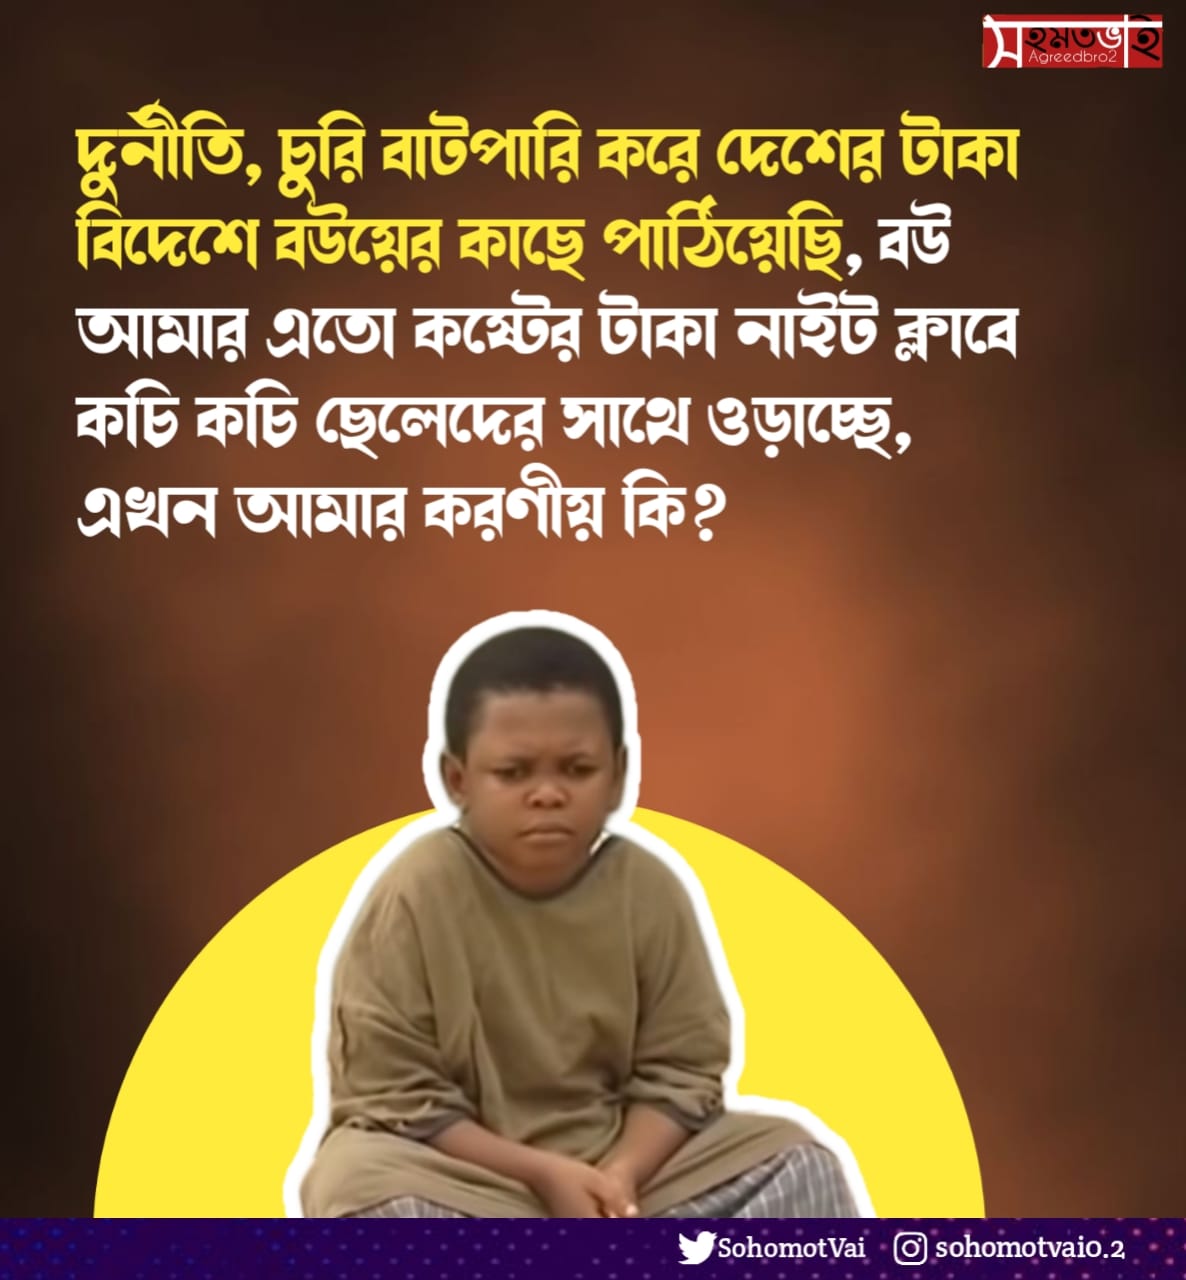 সহমতভাই
Agreedbro2
দুর্নীতি, চুরি বাটপারি করে দেশের টাকা
বিদেশে বউয়ের কাছে পাঠিয়েছি, বউ
আমার এতো কষ্টের টাকা নাইট ক্লাবে
কচি কচি ছেলেদের সাথে ওড়াচ্ছে,
এখন আমার করণীয় কি?
SohomotVai sohomotvaio.2